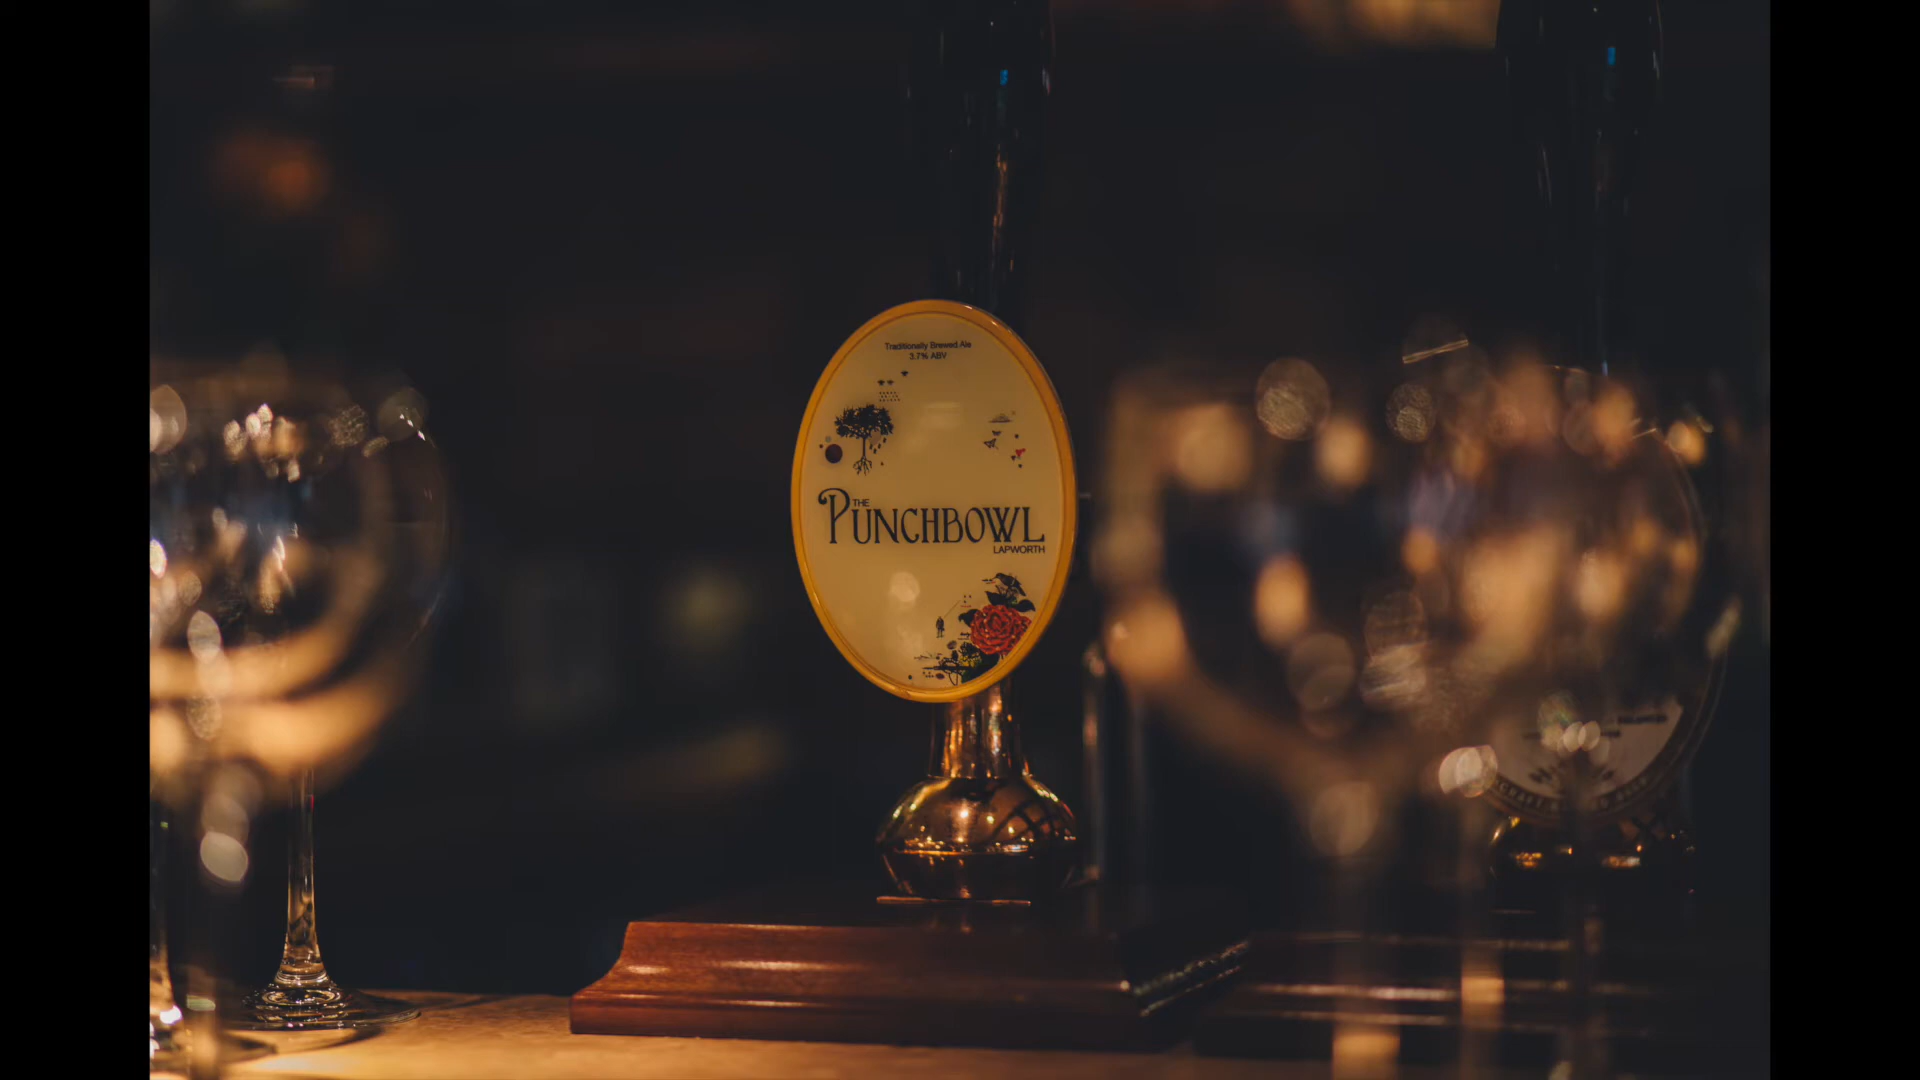 Traditionally Brewed Ale
3.7% ABV
THE
PUNCHBOWL
LAPWORTH